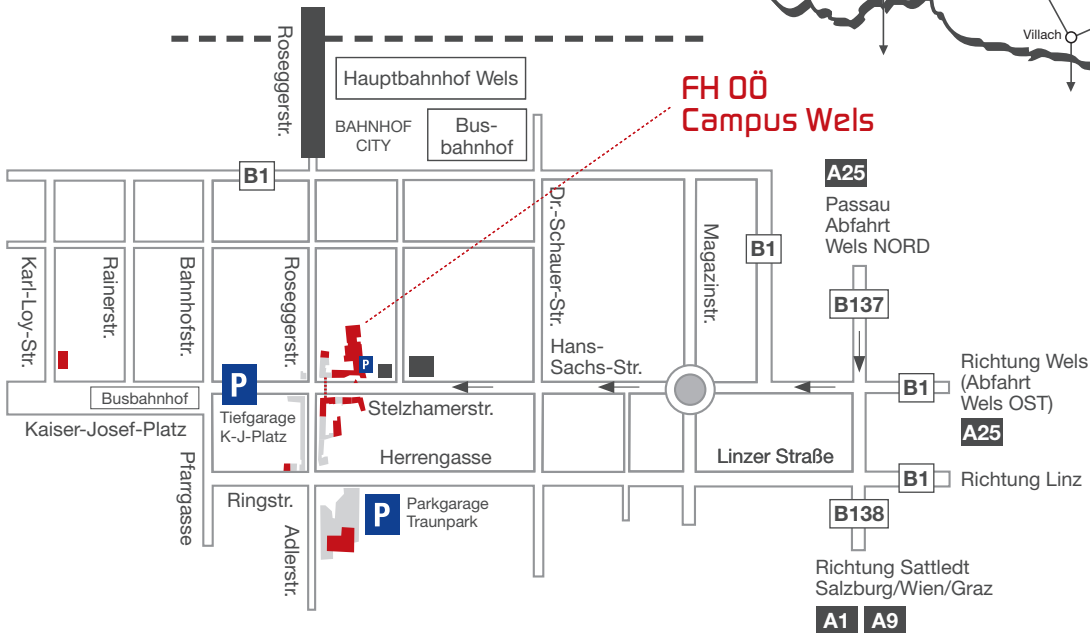 Villach
Roseggerstr.
Hauptbahnhof Wels
BAHNHOF
CITY
Bus-
bahnhof
FH OÖ
Campus Wels
B1
A25
Passau
Abfahrt
Wels NORD
Karl-Loy-Str.
Rainerstr.
Bahnhofstr.
Roseggerstr.
Dr.-Schauer-Str.
Magazinstr.
B1
B137
Hans-
Sachs-Str.
P
P
Tiefgarage
K-J-Platz
Busbahnhof
Stelzhamerstr.
Kaiser-Josef-Platz
B1
Richtung Wels
(Abfahrt
Wels OST)
A25
Pfarrgasse
Herrengasse
Linzer Straße
B1
Richtung Linz
Ringstr.
Adlerstr.
P
Parkgarage
Traunpark
B138
Richtung Sattledt
Salzburg/Wien/Graz
A1
A9